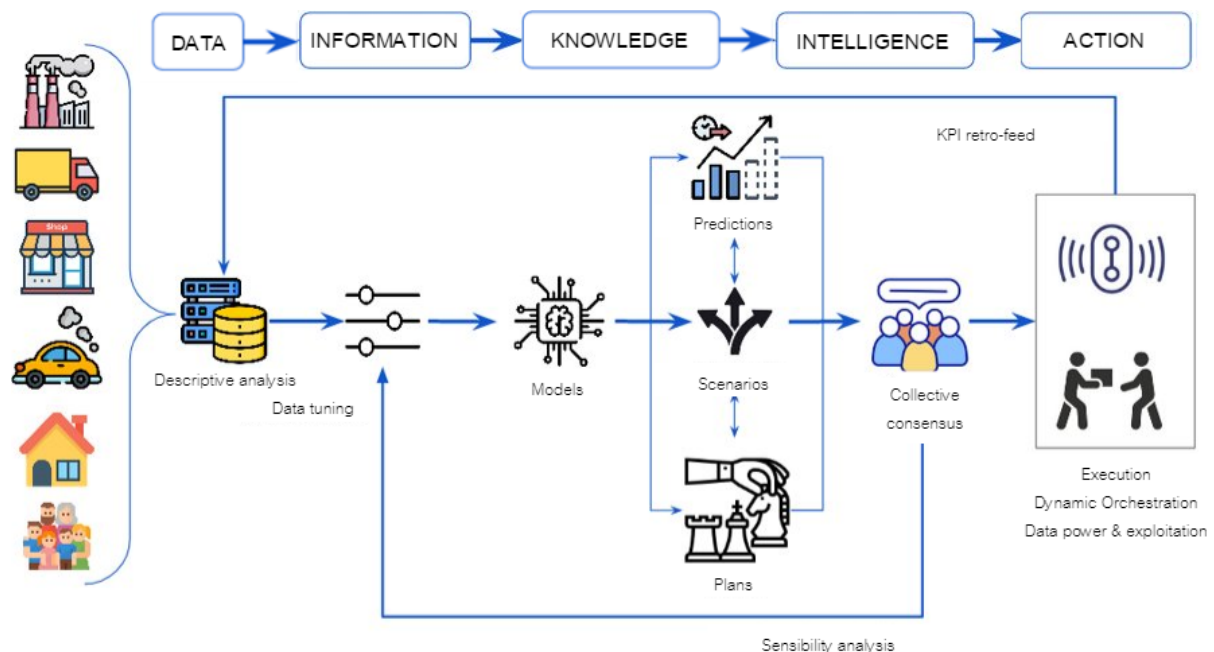 DATA
INFORMATION
KNOWLEDGE
INTELLIGENCE
ACTION
KPI retro-feed
Shop
Predictions
Descriptive analysis
Data tuning
Models
Scenarios
Collective
consensus
Execution
Dynamic Orchestration
Data power & exploitation
Plans
Sensibility analysis